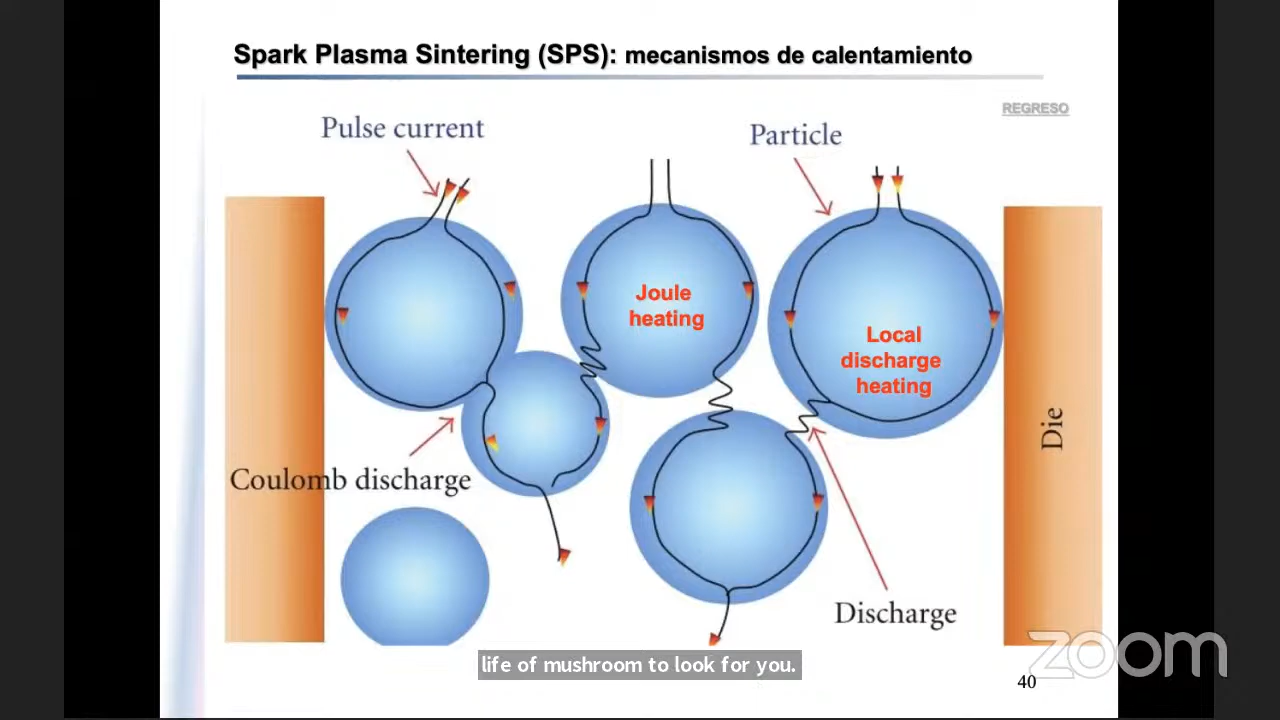 Spark Plasma Sintering (SPS): mecanismos de calentamiento
REGRESO
Pulse current
Particle
Joule
heating
Local
discharge
heating
Die
Coulomb discharge
Discharge
life of mushroom to look for you.
zoom
40